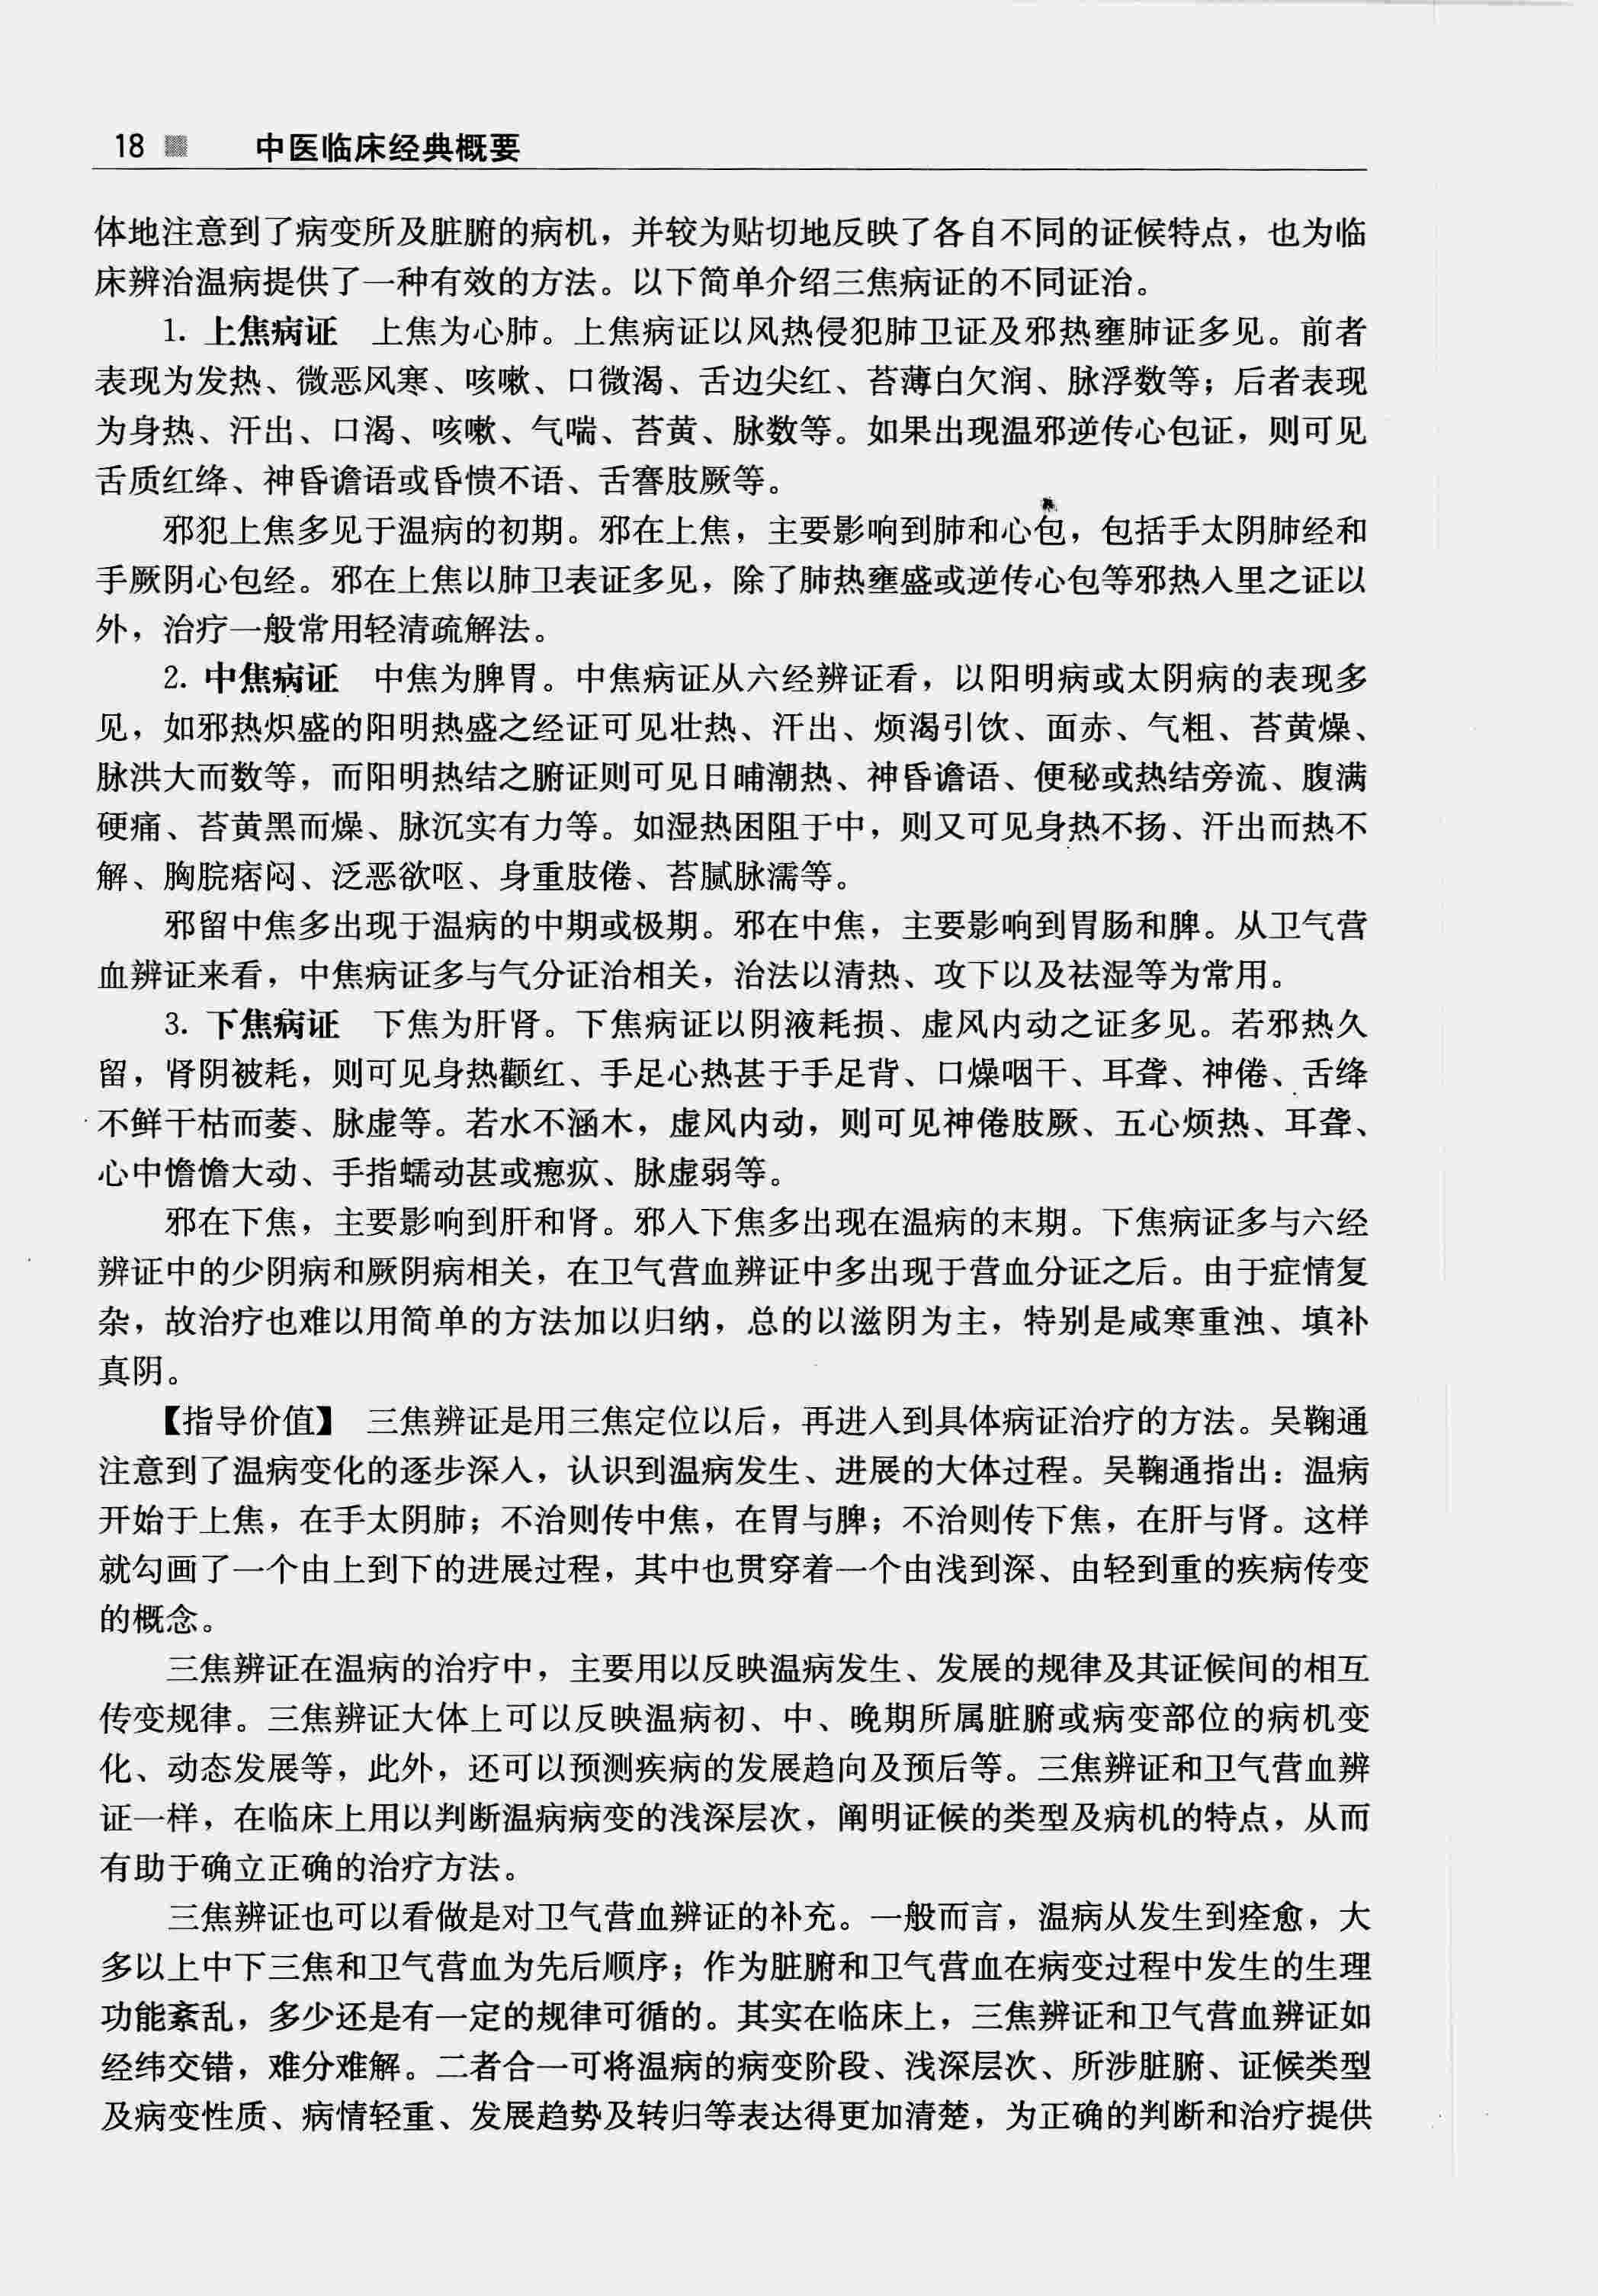 18 中医临床经典概要
体地注意到了病变所及脏腑的病机，并较为贴切地反映了各自不同的证候特点，也为临
床辨治温病提供了一种有效的方法。以下简单介绍三焦病证的不同证治。
1. 上焦病证 上焦为心肺。上焦病证以风热侵犯肺卫证及邪热壅肺证多见。前者
表现为发热、微恶风寒、咳嗽、口微渴、舌边尖红、苔薄白欠润、脉浮数等；后者表现
为身热、汗出、口渴、咳嗽、气喘、苔黄、脉数等。如果出现温邪逆传心包证，则可见
舌质红绛、神昏谵语或昏愦不语、舌謇肢厥等。
邪犯上焦多见于温病的初期。邪在上焦，主要影响到肺和心包，包括手太阴肺经和
手厥阴心包经。邪在上焦以肺卫表证多见，除了肺热壅盛或逆传心包等邪热入里之证以
外，治疗一般常用轻清疏解法。
2. 中焦病证 中焦为脾胃。中焦病证从六经辨证看，以阳明病或太阴病的表现多
见，如邪热炽盛的阳明热盛之经证可见壮热、汗出、烦渴引饮、面赤、气粗、苔黄燥、
脉洪大而数等，而阳明热结之腑证则可见日晡潮热、神昏谵语、便秘或热结旁流、腹满
硬痛、苔黄黑而燥、脉沉实有力等。如湿热困阻于中，则又可见身热不扬、汗出而热不
解、胸脘痞闷、泛恶欲呕、身重肢倦、苔腻脉濡等。
邪留中焦多出现于温病的中期或极期。邪在中焦，主要影响到胃肠和脾。从卫气营
血辨证来看，中焦病证多与气分证治相关，治法以清热、攻下以及祛湿等为常用。
3. 下焦病证 下焦为肝肾。下焦病证以阴液耗损、虚风内动之证多见。若邪热久
留，肾阴被耗，则可见身热颧红、手足心热甚于手足背、口燥咽干、耳聋、神倦、舌绛
不鲜干枯而萎、脉虚等。若水不涵木，虚风内动，则可见神倦肢厥、五心烦热、耳聋、
心中憺憺大动、手指蠕动甚或瘛疭、脉虚弱等。
邪在下焦，主要影响到肝和肾。邪入下焦多出现在温病的末期。下焦病证多与六经
辨证中的少阴病和厥阴病相关，在卫气营血辨证中多出现于营血分证之后。由于症情复
杂，故治疗也难以用简单的方法加以归纳，总的以滋阴为主，特别是咸寒重浊、填补
真阴。
【指导价值】 三焦辨证是用三焦定位以后，再进入到具体病证治疗的方法。吴鞠通
注意到了温病变化的逐步深入，认识到温病发生、进展的大体过程。吴鞠通指出：温病
开始于上焦，在手太阴肺；不治则传中焦，在胃与脾；不治则传下焦，在肝与肾。这样
就勾画了一个由上到下的进展过程，其中也贯穿着一个由浅到深、由轻到重的疾病传变
的概念。
三焦辨证在温病的治疗中，主要用以反映温病发生、发展的规律及其证候间的相互
传变规律。三焦辨证大体上可以反映温病初、中、晚期所属脏腑或病变部位的病机变
化、动态发展等，此外，还可以预测疾病的发展趋向及预后等。三焦辨证和卫气营血辨
证一样，在临床上用以判断温病病变的浅深层次，阐明证候的类型及病机的特点，从而
有助于确立正确的治疗方法。
三焦辨证也可以看做是对卫气营血辨证的补充。一般而言，温病从发生到痊愈，大
多以上中下三焦和卫气营血为先后顺序；作为脏腑和卫气营血在病变过程中发生的生理
功能紊乱，多少还是有一定的规律可循的。其实在临床上，三焦辨证和卫气营血辨证如
经纬交错，难分难解。二者合一可将温病的病变阶段、浅深层次、所涉脏腑、证候类型
及病变性质、病情轻重、发展趋势及转归等表达得更加清楚，为正确的判断和治疗提供